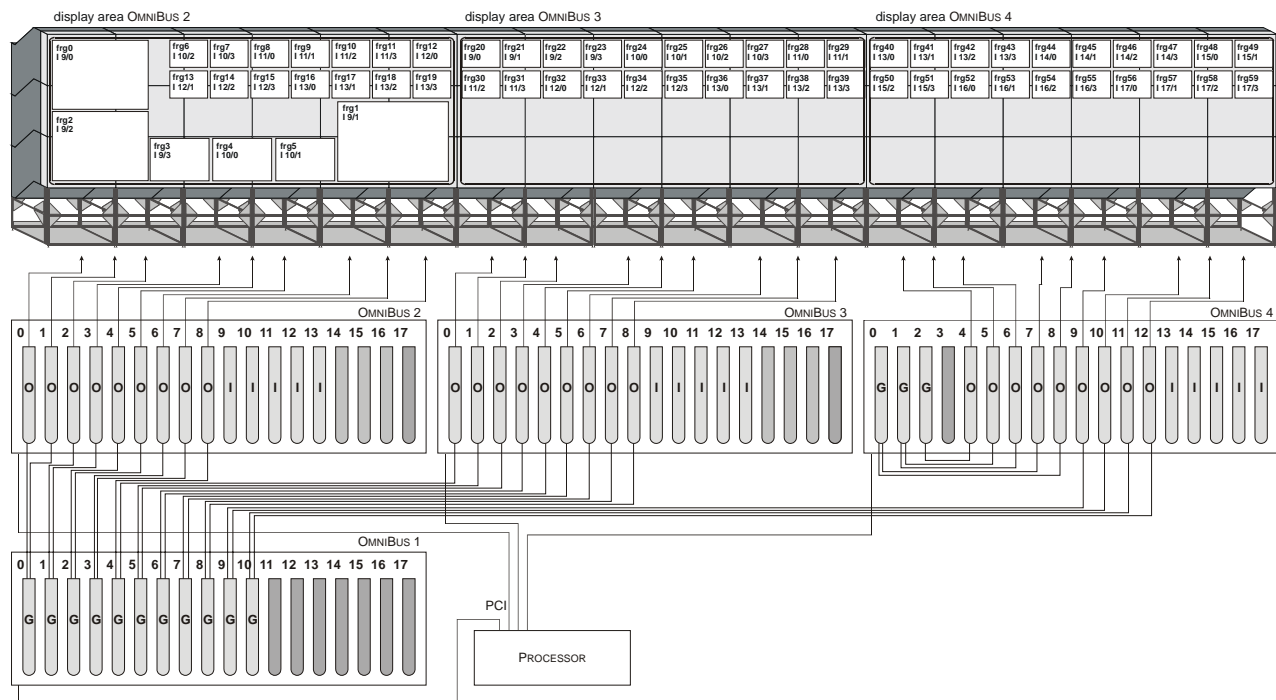 display area OMNIBUS 2
display area OMNIBUS 3
display area OMNIBUS 4
frg0
I 9/0
frg6
I 10/2
frg7
I 10/3
frg8
I 11/0
frg9
I 11/1
frg10
I 11/2
frg11
I 11/3
frg12
I 12/0
frg13
I 12/1
frg14
I 12/2
frg15
I 12/3
frg16
I 13/0
frg17
I 13/1
frg18
I 13/2
frg19
I 13/3
frg1
I 9/1
frg2
I 9/2
frg3
I 9/3
frg4
I 10/0
frg5
I 10/1
frg20
I 9/0
frg21
I 9/1
frg22
I 9/2
frg23
I 9/3
frg24
I 10/0
frg25
I 10/1
frg26
I 10/2
frg27
I 10/3
frg28
I 11/0
frg29
I 11/1
frg30
I 11/2
frg31
I 11/3
frg32
I 12/0
frg33
I 12/1
frg34
I 12/2
frg35
I 12/3
frg36
I 13/0
frg37
I 13/1
frg38
I 13/2
frg39
I 13/3
frg40
I 13/0
frg41
I 13/1
frg42
I 13/2
frg43
I 13/3
frg44
I 14/0
frg45
I 14/1
frg46
I 14/2
frg47
I 14/3
frg48
I 15/0
frg49
I 15/1
frg50
I 15/2
frg51
I 15/3
frg52
I 16/0
frg53
I 16/1
frg54
I 16/2
frg55
I 16/3
frg56
I 17/0
frg57
I 17/1
frg58
I 17/2
frg59
I 17/3
OMNIBUS 2
0 1 2 3 4 5 6 7 8 9 10 11 12 13 14 15 16 17
O O O O O O O O O I I I I I
OMNIBUS 3
0 1 2 3 4 5 6 7 8 9 10 11 12 13 14 15 16 17
O O O O O O O O O I I I I I
OMNIBUS 4
0 1 2 3 4 5 6 7 8 9 10 11 12 13 14 15 16 17
G G G O O O O O O O O O I I I I I
OMNIBUS 1
0 1 2 3 4 5 6 7 8 9 10 11 12 13 14 15 16 17
G G G G G G G G G G G
PCI
PROCESSOR